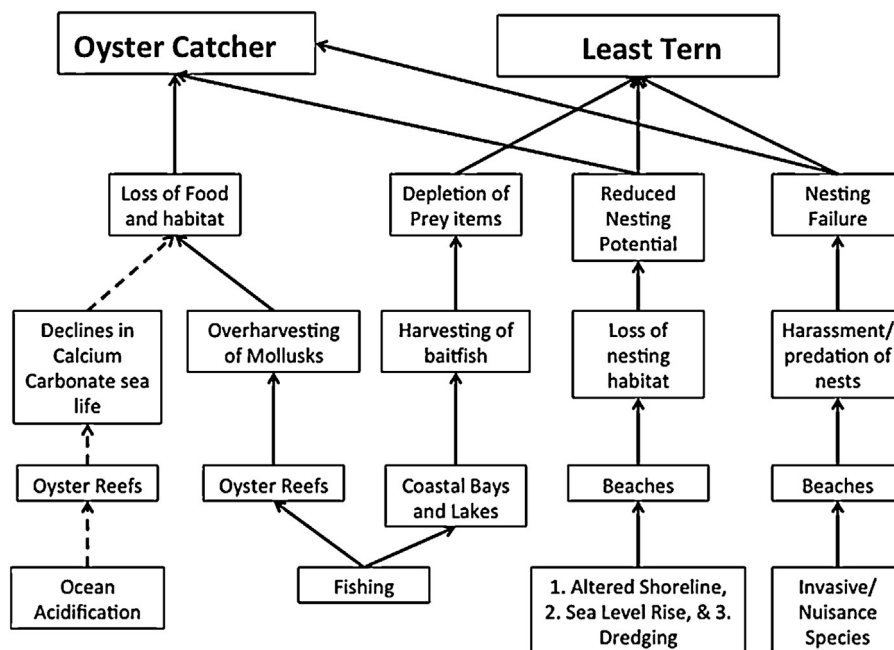 Oyster Catcher
Least Tern
Loss of Food
and habitat
Depletion of
Prey items
Reduced
Nesting
Potential
Nesting
Failure
Declines in
Calcium
Carbonate sea
life
Overharvesting
of Mollusks
Harvesting of
baitfish
Loss of
nesting
habitat
Harassment/
predation of
nests
Oyster Reefs
Oyster Reefs
Coastal Bays
and Lakes
Beaches
Beaches
Ocean
Acidification
Fishing
1. Altered Shoreline,
2. Sea Level Rise, & 3.
Dredging
Invasive/
Nuisance
Species